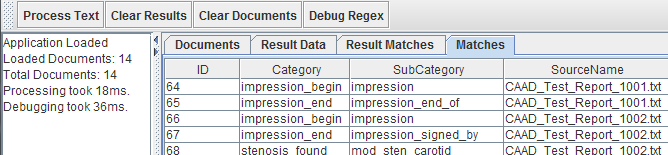 Process Text Clear Results Clear Documents Debug Regex
Application Loaded
Loaded Documents: 14
Total Documents: 14
Processing took 18ms.
Debugging took 36ms.
Documents Result Data Result Matches Matches
ID Category SubCategory SourceName
64 impression_begin impression CAAD_Test_Report_1001.txt
65 impression_end impression_end_of CAAD_Test_Report_1001.txt
66 impression_begin impression CAAD_Test_Report_1002.txt
67 impression_end impression_signed_by CAAD_Test_Report_1002.txt
68 stenosis_found mod_sten_carotid CAAD_Test_Report_1002.txt